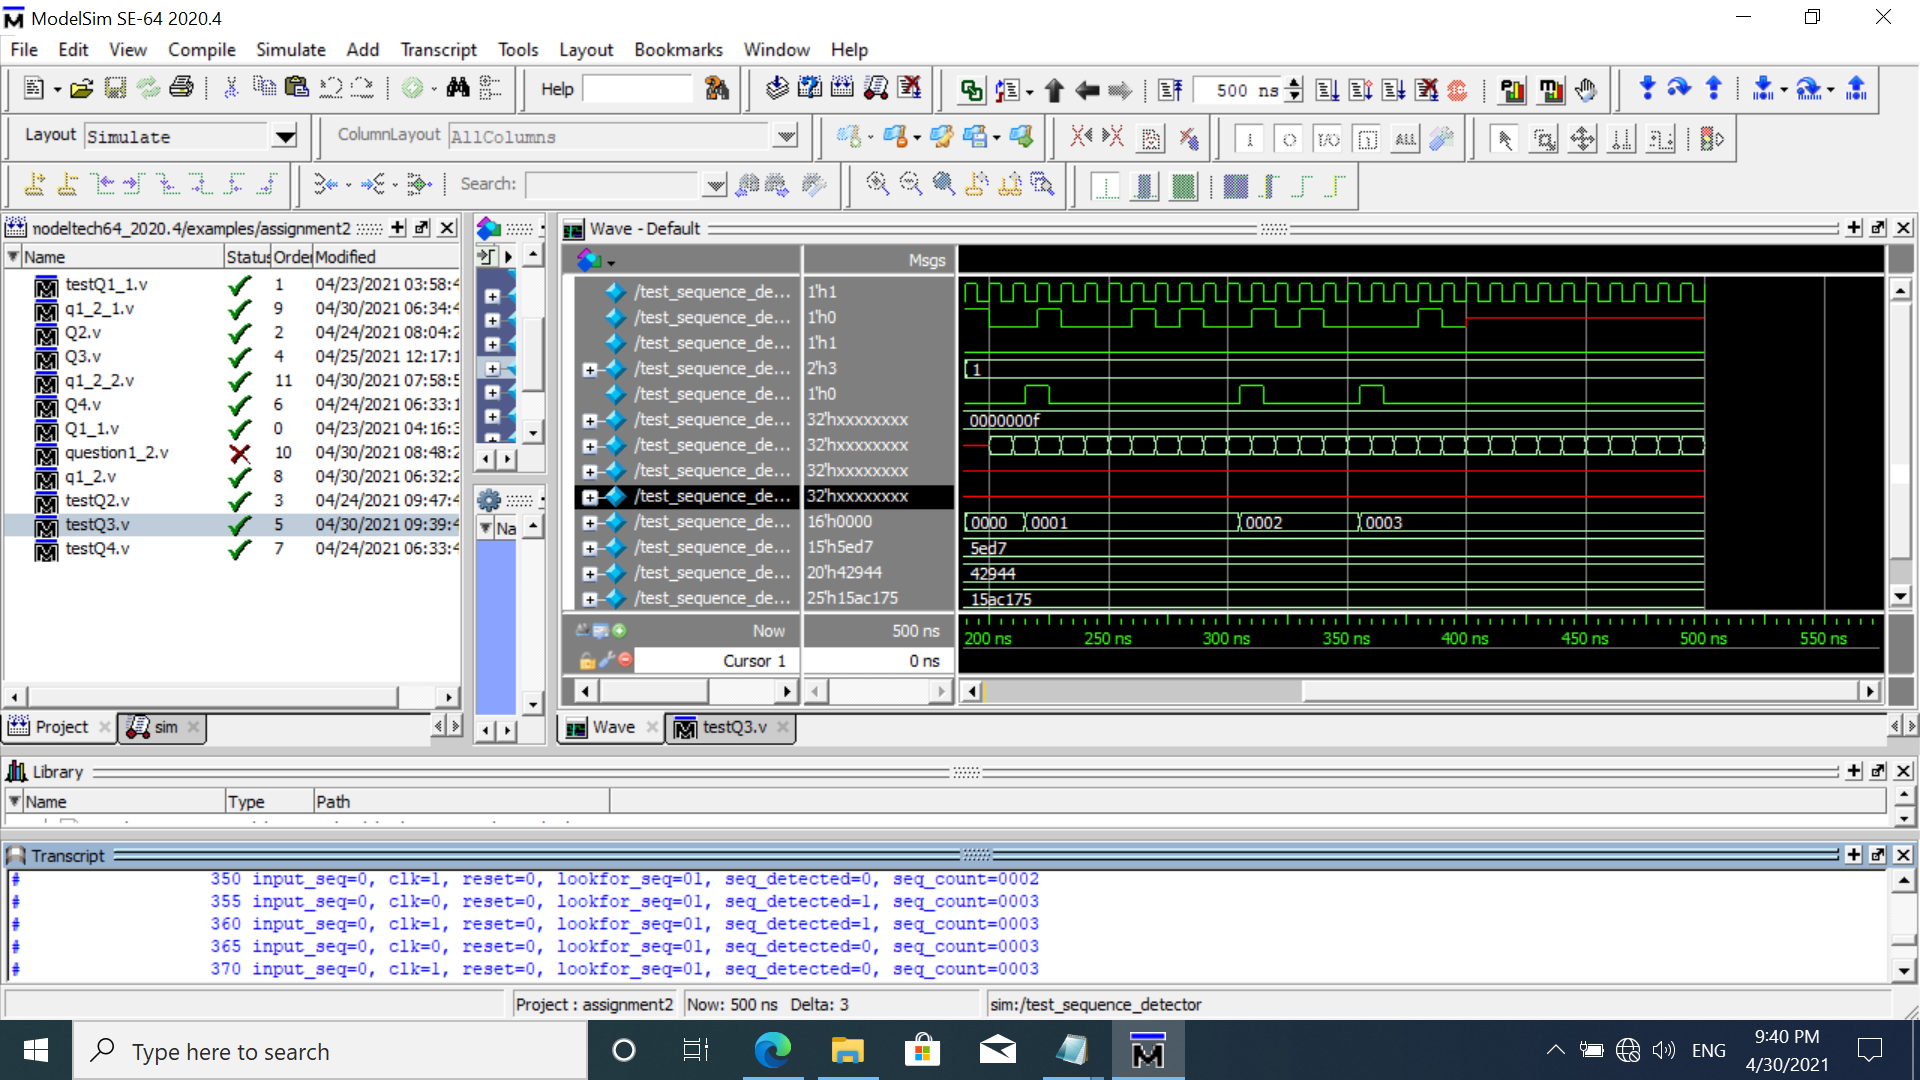 ModelSim SE-64 2020.4
File Edit View Compile Simulate Add Transcript Tools Layout Bookmarks Window Help
Help 500 ns
Layout Simulate ColumnLayout AllColumns ALL
Search:
modeltech64_2020.4/examples/assignment2
Name Status Order Modified
testQ1_1.v 1 04/23/2021 03:58:4
q1_2_1.v 9 04/30/2021 06:34:4
Q2.v 2 04/24/2021 08:04:2
Q3.v 4 04/25/2021 12:17:1
q1_2_2.v 11 04/30/2021 07:58:5
Q4.v 6 04/24/2021 06:33:1
Q1_1.v 0 04/23/2021 04:16:3
question1_2.v 10 04/30/2021 08:48:2
q1_2.v 8 04/30/2021 06:32:2
testQ2.v 3 04/24/2021 09:47:4
testQ3.v 5 04/30/2021 09:39:4
testQ4.v 7 04/24/2021 06:33:4
Project sim
Na
Wave - Default
Msgs
/test_sequence_de... 1'h1
/test_sequence_de... 1'h0
/test_sequence_de... 1'h1
/test_sequence_de... 2'h3 1
/test_sequence_de... 1'h0
/test_sequence_de... 32'hxxxxxxxx 0000000f
/test_sequence_de... 32'hxxxxxxxx
/test_sequence_de... 32'hxxxxxxxx
/test_sequence_de... 32'hxxxxxxxx
/test_sequence_de... 16'h0000 0000 0001 0002 0003
/test_sequence_de... 15'h5ed7 5ed7
/test_sequence_de... 20'h42944 42944
/test_sequence_de... 25'h15ac175 15ac175
Now 500 ns 200 ns 250 ns 300 ns 350 ns 400 ns 450 ns 500 ns 550 ns
Cursor 1 0 ns
Wave testQ3.v
Library
Name Type Path
Transcript
# 350 input_seq=0, clk=1, reset=0, lookfor_seq=01, seq_detected=0, seq_count=0002
# 355 input_seq=0, clk=0, reset=0, lookfor_seq=01, seq_detected=1, seq_count=0003
# 360 input_seq=0, clk=1, reset=0, lookfor_seq=01, seq_detected=1, seq_count=0003
# 365 input_seq=0, clk=0, reset=0, lookfor_seq=01, seq_detected=0, seq_count=0003
# 370 input_seq=0, clk=1, reset=0, lookfor_seq=01, seq_detected=0, seq_count=0003
Project : assignment2 Now: 500 ns Delta: 3 sim:/test_sequence_detector
Type here to search
ENG
9:40 PM
4/30/2021